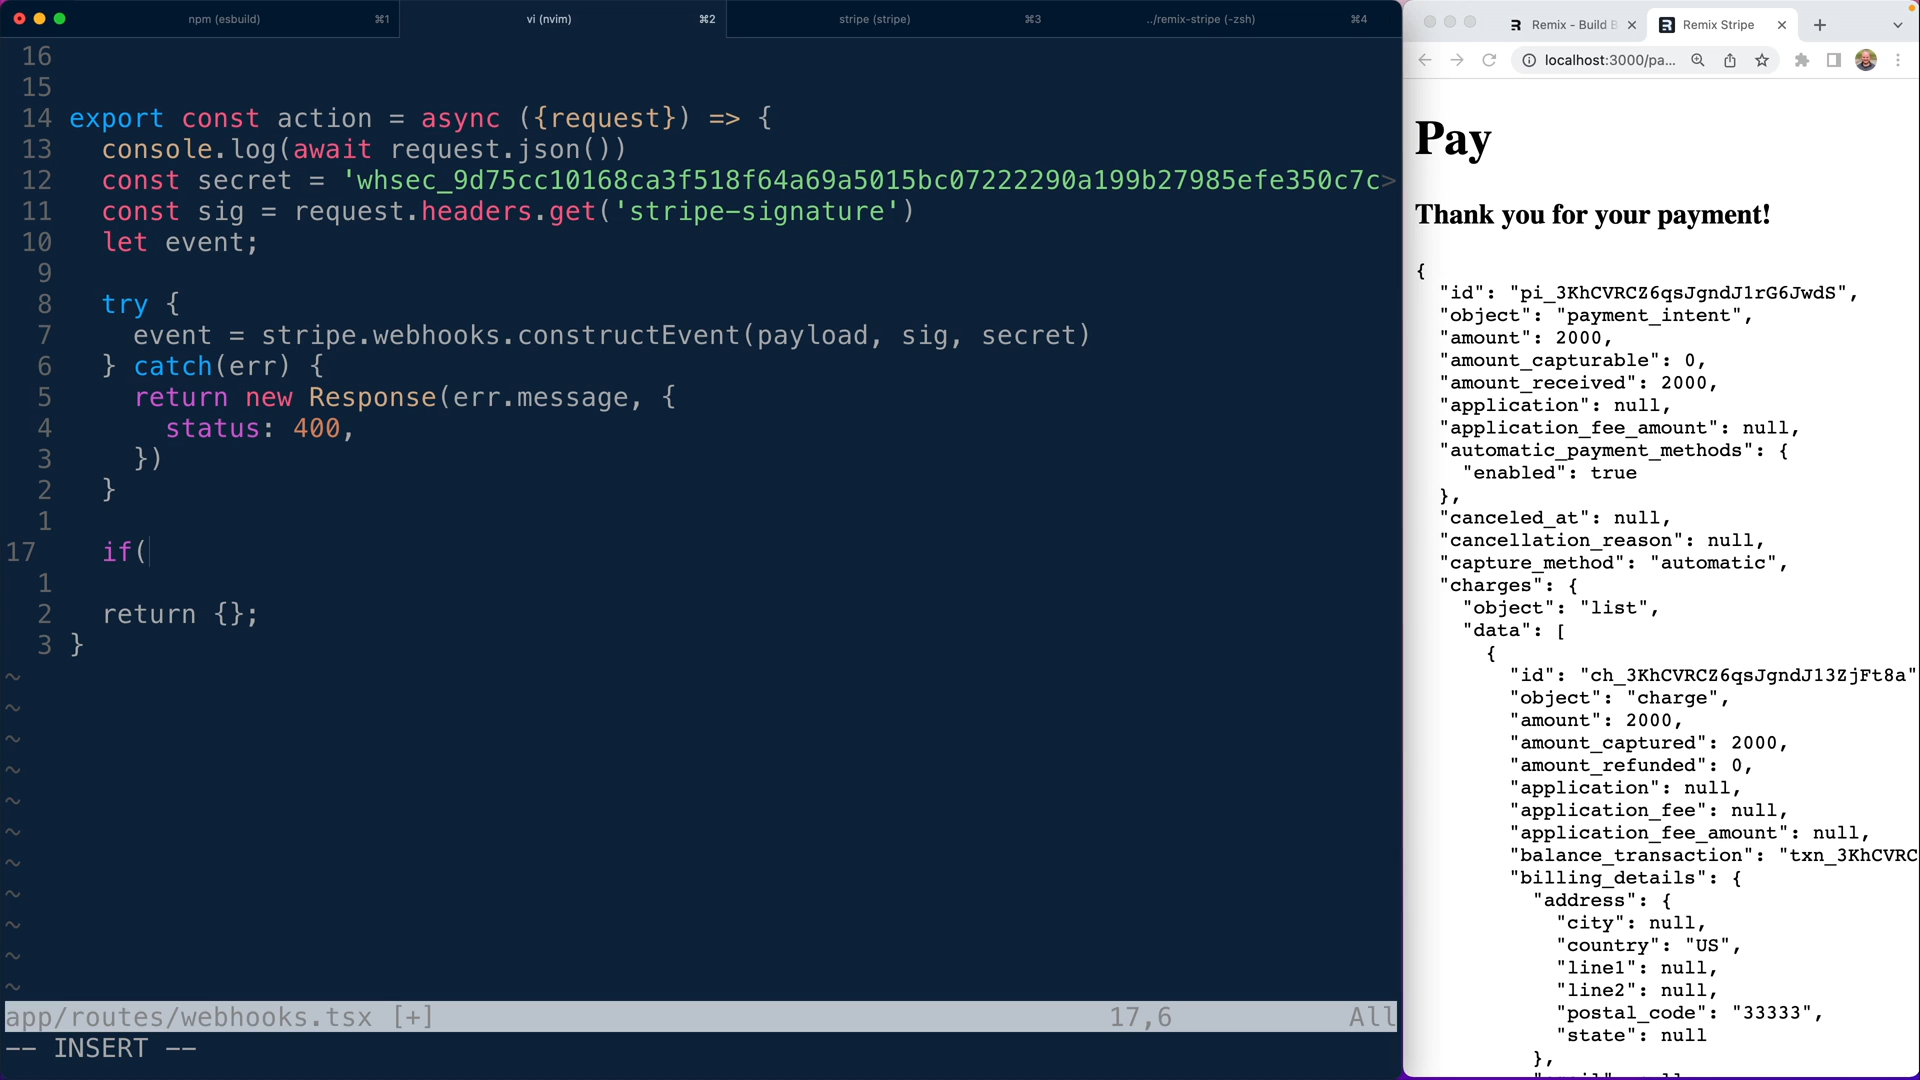 npm (esbuild) ⌘1 vi (nvim) ⌘2 stripe (stripe) ⌘3 ../remix-stripe (-zsh) ⌘4
16
15
14 export const action = async ({request}) => {
13 console.log(await request.json())
12 const secret = 'whsec_9d75cc10168ca3f518f64a69a5015bc07222290a199b27985efe350c7c>
11 const sig = request.headers.get('stripe-signature')
10 let event;
9
8 try {
7 event = stripe.webhooks.constructEvent(payload, sig, secret)
6 } catch(err) {
5 return new Response(err.message, {
4 status: 400,
3 })
2 }
1
17 if(
1
2 return {};
3 }
~
~
~
~
~
~
~
~
~
~
~
app/routes/webhooks.tsx [+] 17,6 All
-- INSERT --
Remix - Build B Remix Stripe
localhost:3000/pa...
Pay
Thank you for your payment!
{
"id": "pi_3KhCVRCZ6qsJgndJ1rG6JwdS",
"object": "payment_intent",
"amount": 2000,
"amount_capturable": 0,
"amount_received": 2000,
"application": null,
"application_fee_amount": null,
"automatic_payment_methods": {
"enabled": true
},
"canceled_at": null,
"cancellation_reason": null,
"capture_method": "automatic",
"charges": {
"object": "list",
"data": [
{
"id": "ch_3KhCVRCZ6qsJgndJ13ZjFt8a"
"object": "charge",
"amount": 2000,
"amount_captured": 2000,
"amount_refunded": 0,
"application": null,
"application_fee": null,
"application_fee_amount": null,
"balance_transaction": "txn_3KhCVRC
"billing_details": {
"address": {
"city": null,
"country": "US",
"line1": null,
"line2": null,
"postal_code": "33333",
"state": null
},